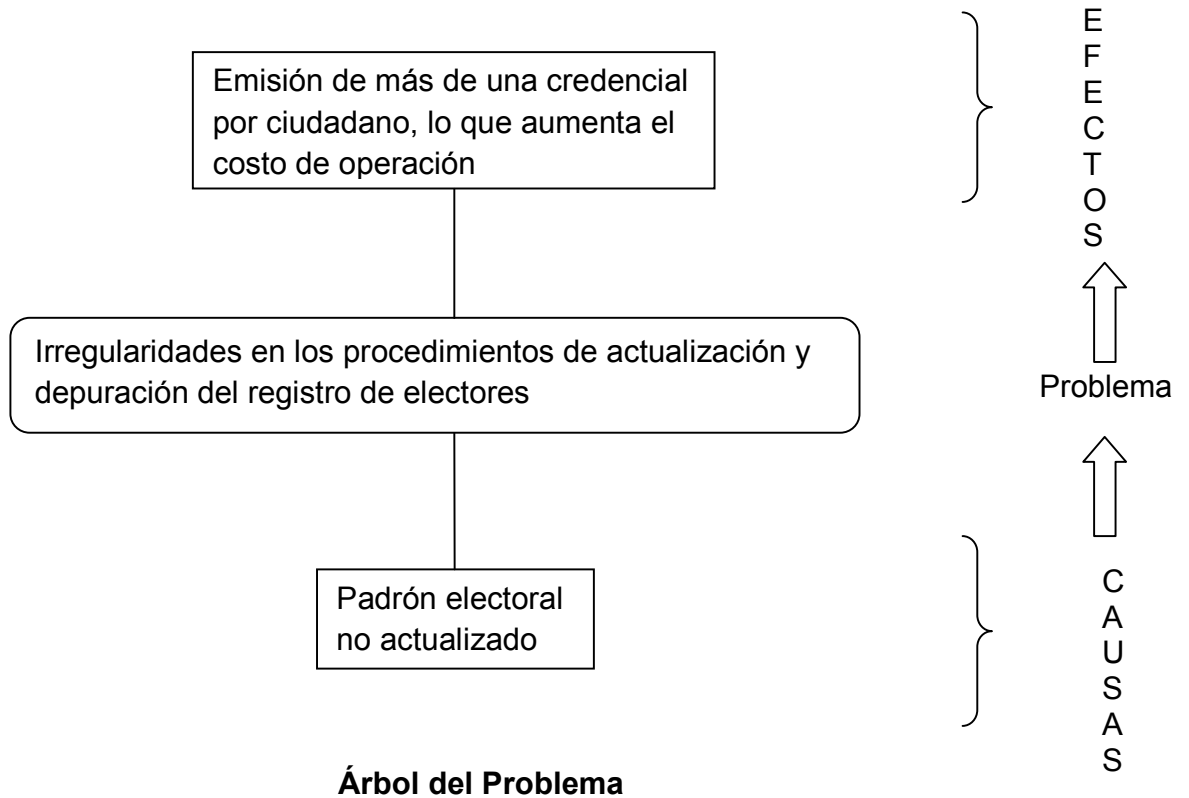 Emisión de más de una credencial
por ciudadano, lo que aumenta el
costo de operación
E
F
E
C
T
O
S
Irregularidades en los procedimientos de actualización y
depuración del registro de electores
Problema
Padrón electoral
no actualizado
C
A
U
S
A
S
Árbol del Problema